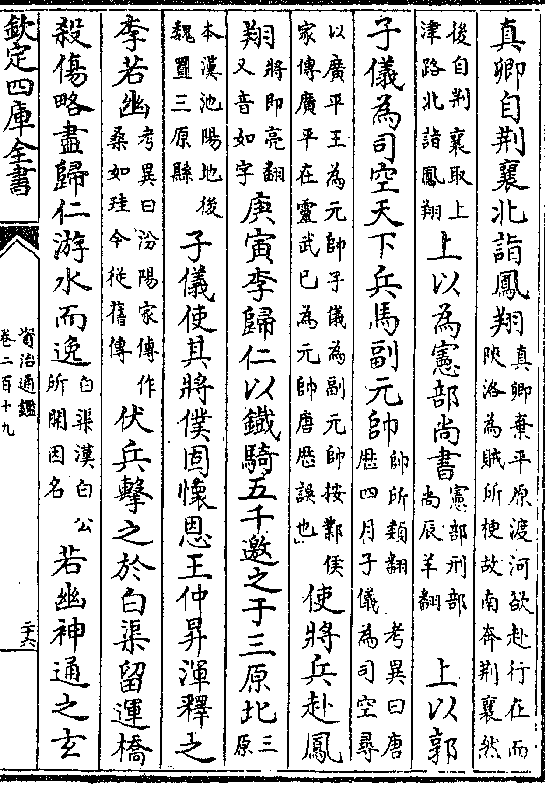 真卿自荆襄北詣鳳翔真卿棄平原渡河欲赴行在而陜洛為賊所梗故南奔荆襄然
後自荆襄取上津路北詣鳳翔上以為憲部尚書憲部刑部尚辰羊翻上以郭
子儀為司空天下兵馬副元帥帥所類翻考異曰唐厯四月子儀為司空尋
以廣平王為元帥子儀為副元帥按鄴侯家傳廣平在靈武已為元帥唐厯誤也使將兵赴鳳
翔將即亮翻又音如字庚寅李歸仁以鐵騎五千邀之于三原北三原
本漢池陽地後魏置三原縣子儀使其將僕固懷恩王仲昇渾釋之
李若幽考異曰汾陽家傳作桑如珪今從舊傳伏兵擊之於白渠留運橋
殺傷略盡歸仁游水而逸白渠漢白公所開因名若幽神通之玄
欽定四庫全書
資治通鑑
卷二百十九
二十六